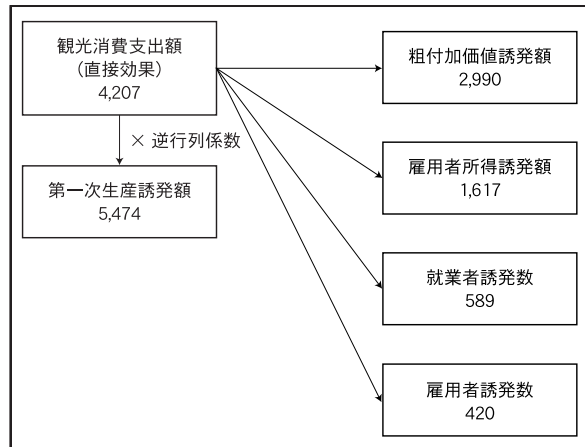 観光消費支出額
（直接効果）
4,207
× 逆行列係数
第一次生産誘発額
5,474
粗付加価値誘発額
2,990
雇用者所得誘発額
1,617
就業者誘発数
589
雇用者誘発数
420